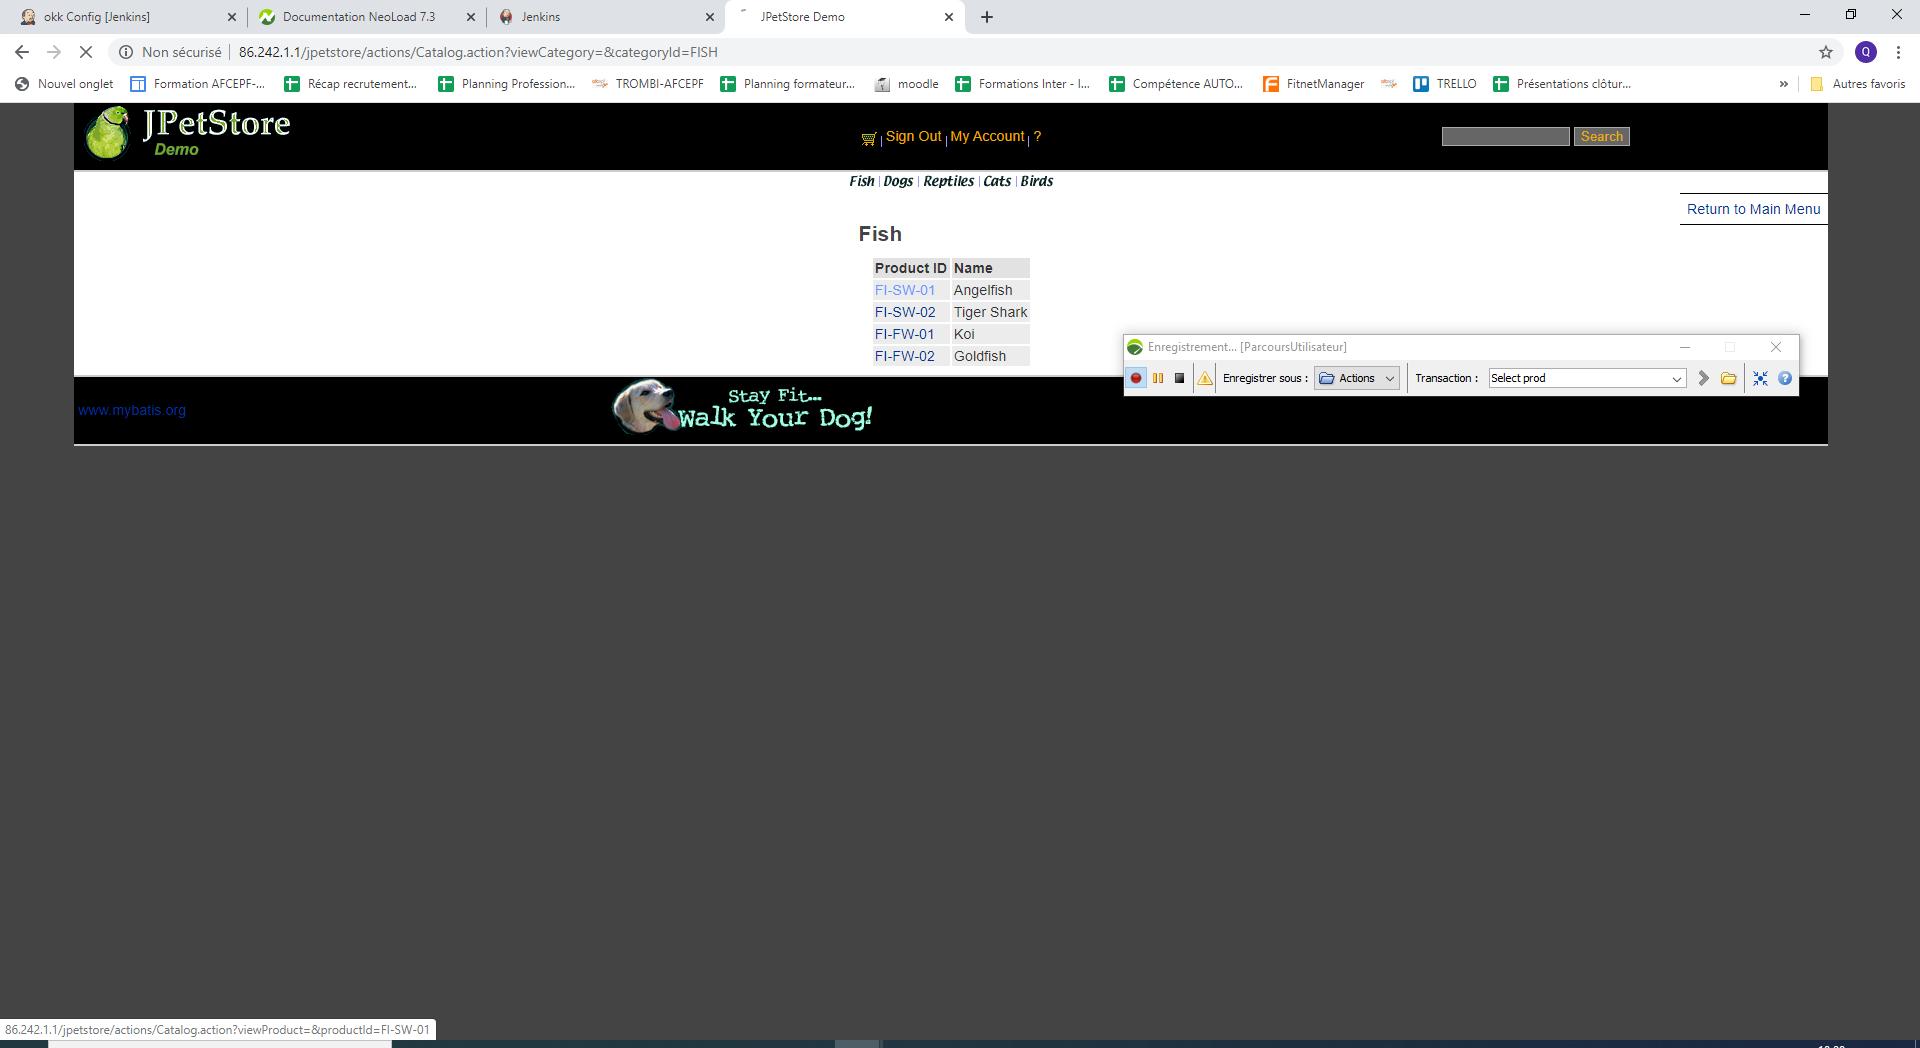 okk Config [Jenkins]
Documentation NeoLoad 7.3
Jenkins
JPetStore Demo
Non sécurisé
86.242.1.1/jpetstore/actions/Catalog.action?viewCategory=&categoryId=FISH
Q
Nouvel onglet
Formation AFCEPF-...
Récap recrutement...
Planning Profession...
TROMBI-AFCEPF
Planning formateur...
moodle
Formations Inter - I...
Compétence AUTO...
FitnetManager
TRELLO
Présentations clôtur...
»
Autres favoris
JPetStore
Demo
Sign Out | My Account | ?
Search
Fish | Dogs | Reptiles | Cats | Birds
Return to Main Menu
Fish
Product ID Name
FI-SW-01 Angelfish
FI-SW-02 Tiger Shark
FI-FW-01 Koi
FI-FW-02 Goldfish
Enregistrement... [ParcoursUtilisateur]
Enregistrer sous : Actions Transaction : Select prod
www.mybatis.org
Stay Fit...
Walk Your Dog!
86.242.1.1/jpetstore/actions/Catalog.action?viewProduct=&productId=FI-SW-01